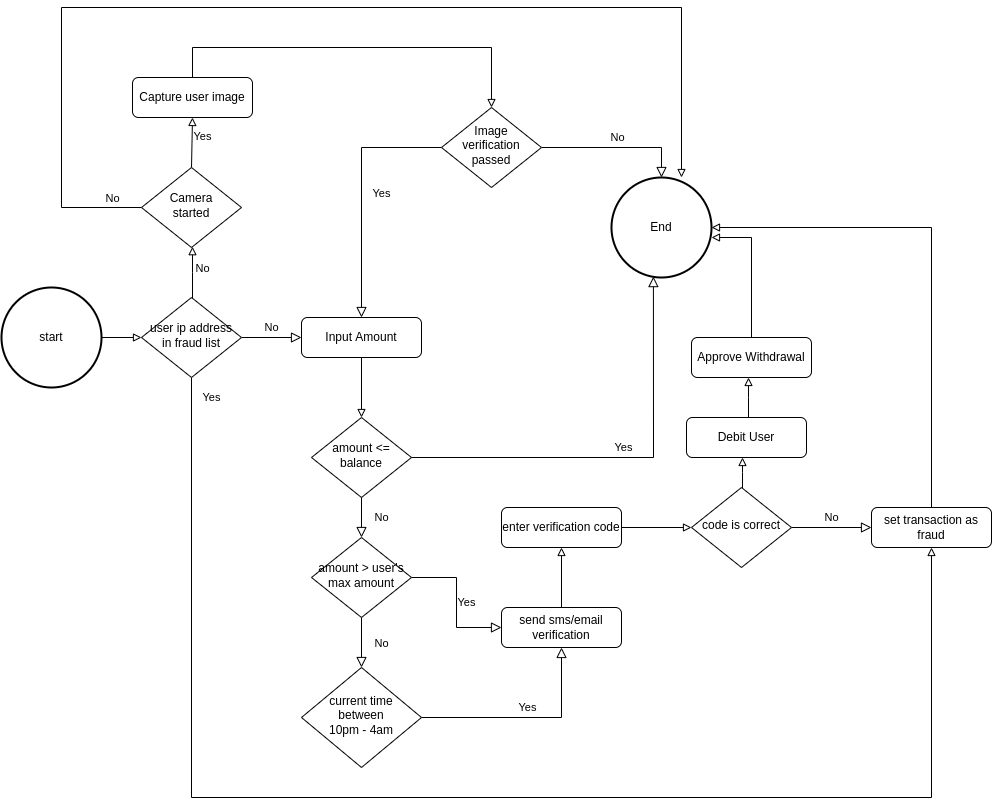 Capture user image
Yes
Image
verification
passed
No
Yes
Camera
started
No
End
No
start
user ip address
in fraud list
No
Input Amount
Approve Withdrawal
Yes
amount <=
balance
Yes
Debit User
No
enter verification code
code is correct
No
set transaction as
fraud
amount > user's
max amount
Yes
send sms/email
verification
No
current time
between
10pm - 4am
Yes